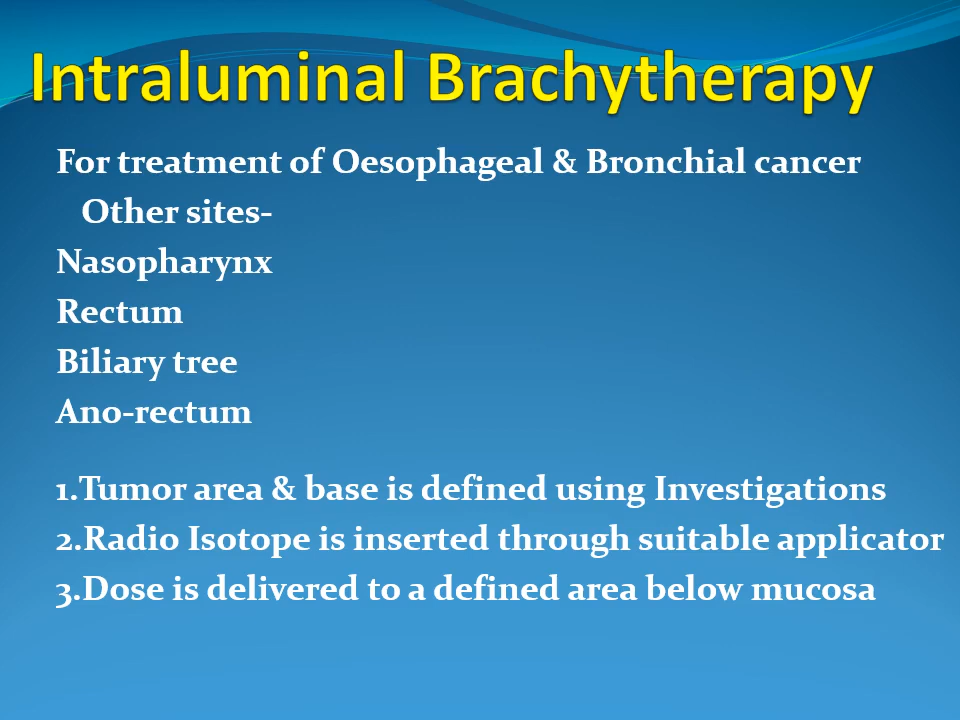 Intraluminal Brachytherapy
For treatment of Oesophageal & Bronchial cancer
Other sites-
Nasopharynx
Rectum
Biliary tree
Ano-rectum
1.Tumor area & base is defined using Investigations
2.Radio Isotope is inserted through suitable applicator
3.Dose is delivered to a defined area below mucosa